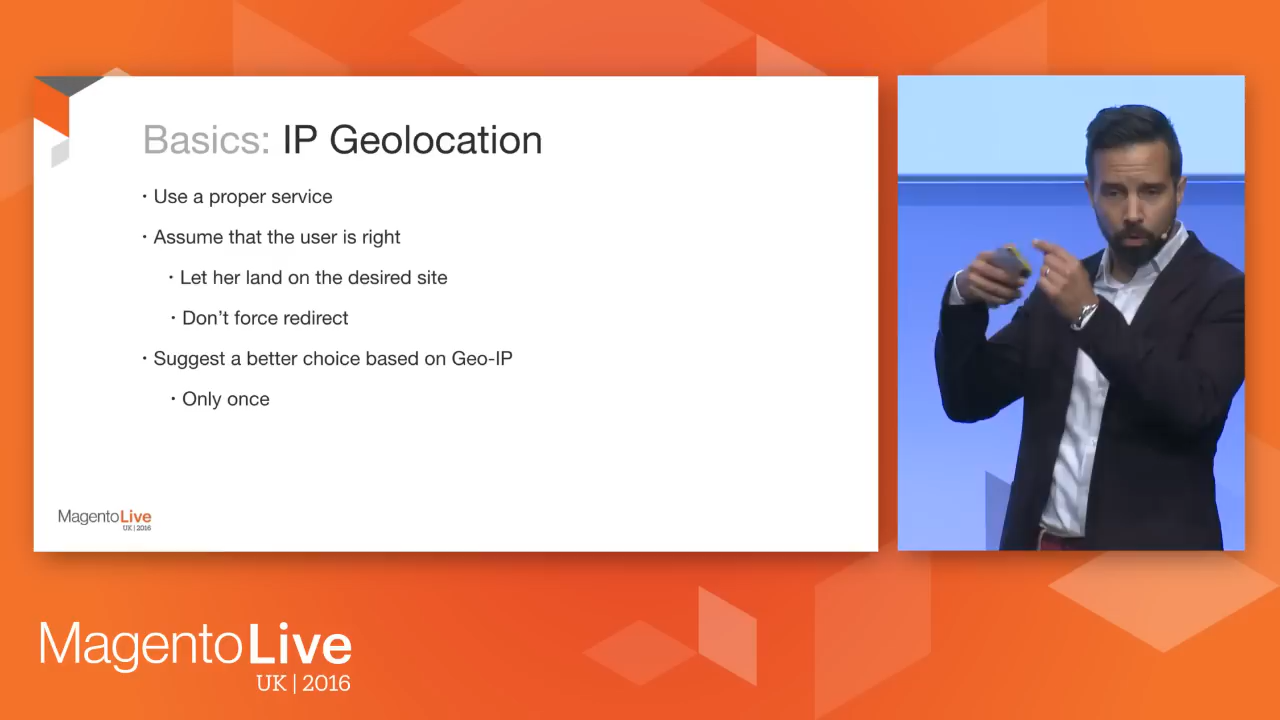 Basics: IP Geolocation
· Use a proper service
· Assume that the user is right
· Let her land on the desired site
· Don’t force redirect
· Suggest a better choice based on Geo-IP
· Only once
MagentoLive
UK | 2016
MagentoLive
UK | 2016